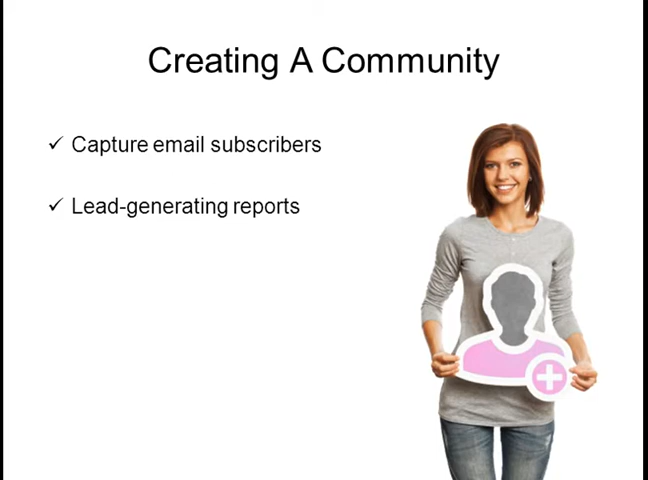 Creating A Community
✓ Capture email subscribers
✓ Lead-generating reports